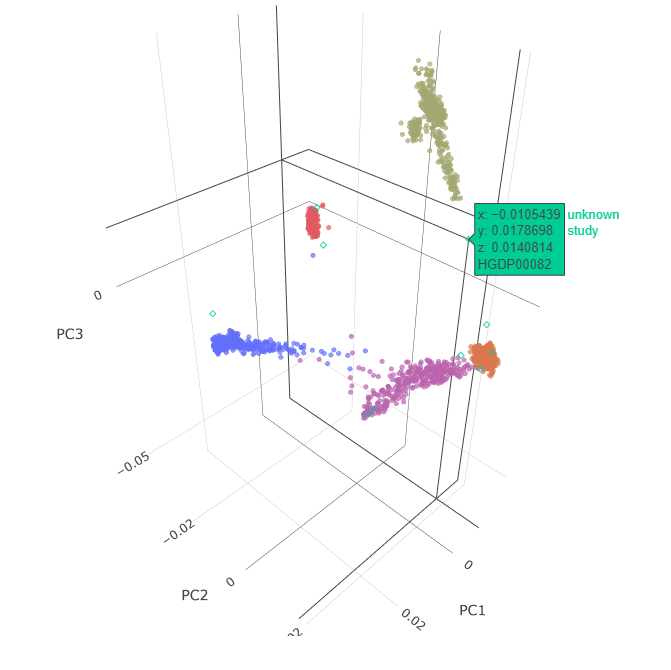 x: −0.0105439
y: 0.0178698
z: 0.0140814
HGDP00082
unknown
study
0
PC3
−0.05
−0.02
0
PC2
0
PC1
0.02